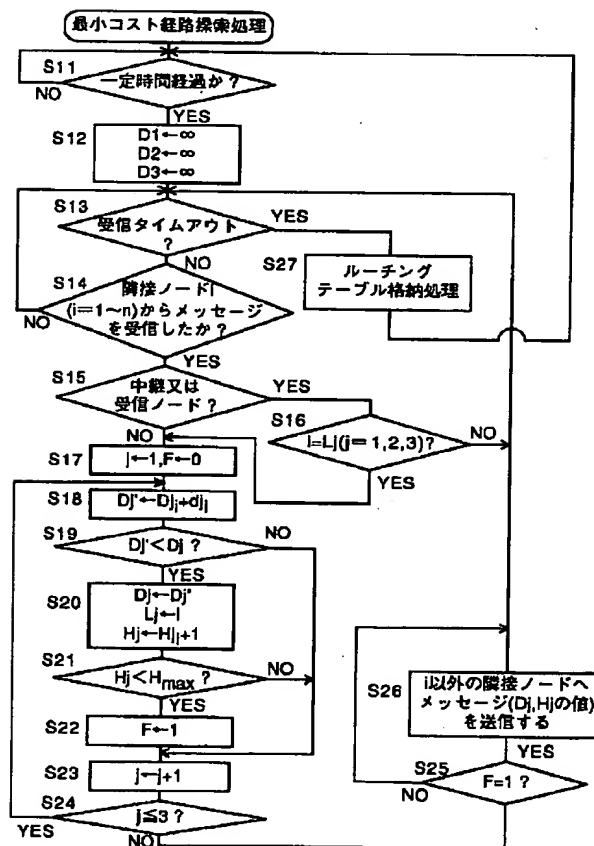 最小コスト経路探索処理
S11
一定時間経過か?
NO
YES
S12
D1←∞
D2←∞
D3←∞
S13
受信タイムアウト
?
YES
NO
S27
ルーチング
テーブル格納処理
S14
隣接ノードi
(i=1~n)からメッセージ
を受信したか?
NO
YES
S15
中継又は
受信ノード?
YES
NO
S16
i=Lj(j=1,2,3)?
NO
YES
S17
j←1,F←0
S18
Dj'←Dji+dji
S19
Dj'<Dj?
NO
YES
S20
Dj←Dj'
Lj←i
Hj←Hji+1
S21
Hj<Hmax?
NO
YES
S22
F←1
S23
j←j+1
S24
j≦3?
YES
NO
S26
i以外の隣接ノードへ
メッセージ(Dj,Hjの値)
を送信する
YES
S25
F=1?
NO